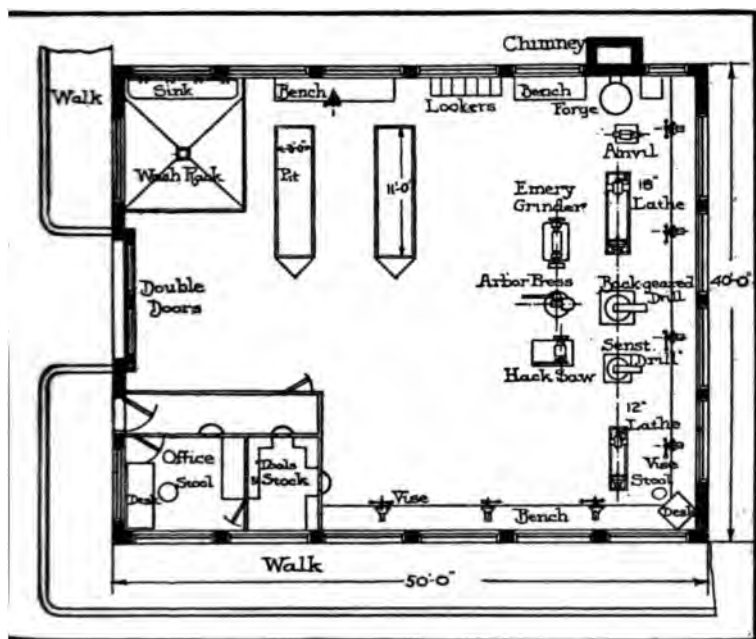 Chimney
Sink
Bench
Lockers
Bench
Forge
Walk
Anvil
Wash Rack
Pit
11'-0"
18"
Lathe
Emery
Grinder
Double
Doors
Arbor Press
Back-geared
Drill
40'-0"
Hack Saw
Senst.
Drill
12"
Lathe
Office
Stool
Desk
Tools
Stock
Vise
Vise
Stool
Bench
Desk
Walk
50'-0"